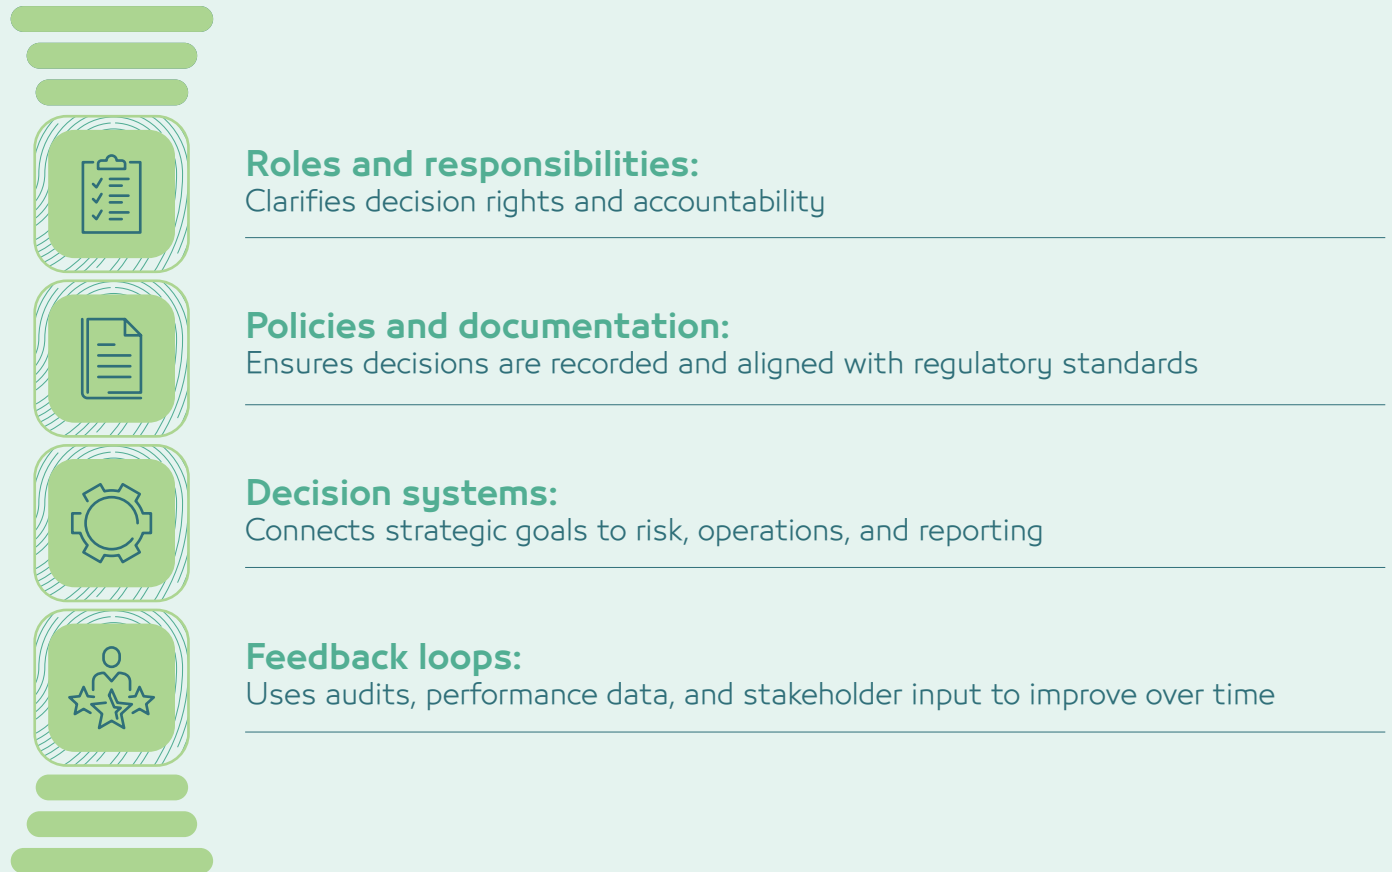 Roles and responsibilities:
Clarifies decision rights and accountability
Policies and documentation:
Ensures decisions are recorded and aligned with regulatory standards
Decision systems:
Connects strategic goals to risk, operations, and reporting
Feedback loops:
Uses audits, performance data, and stakeholder input to improve over time